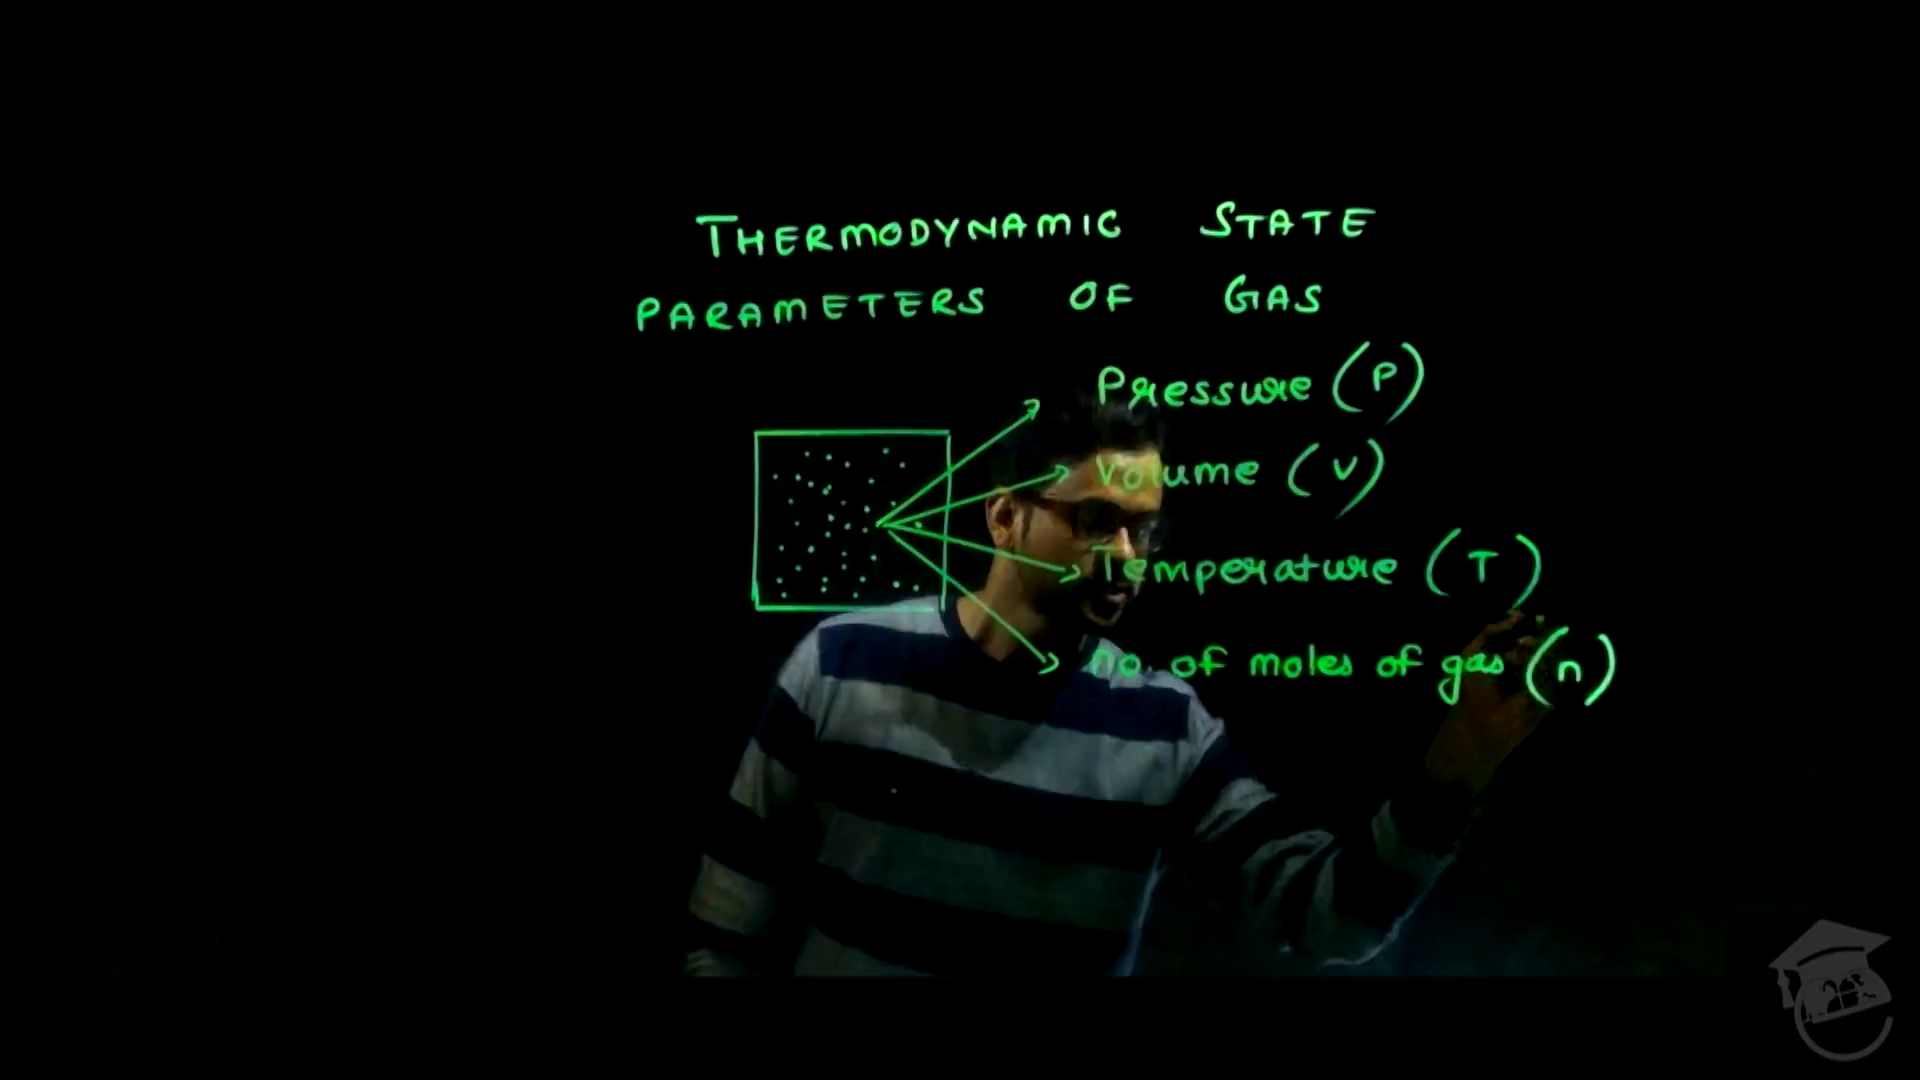 THERMODYNAMIC STATE
PARAMETERS OF GAS
Pressure (P)
Volume (V)
Temperature (T)
no. of moles of gas (n)